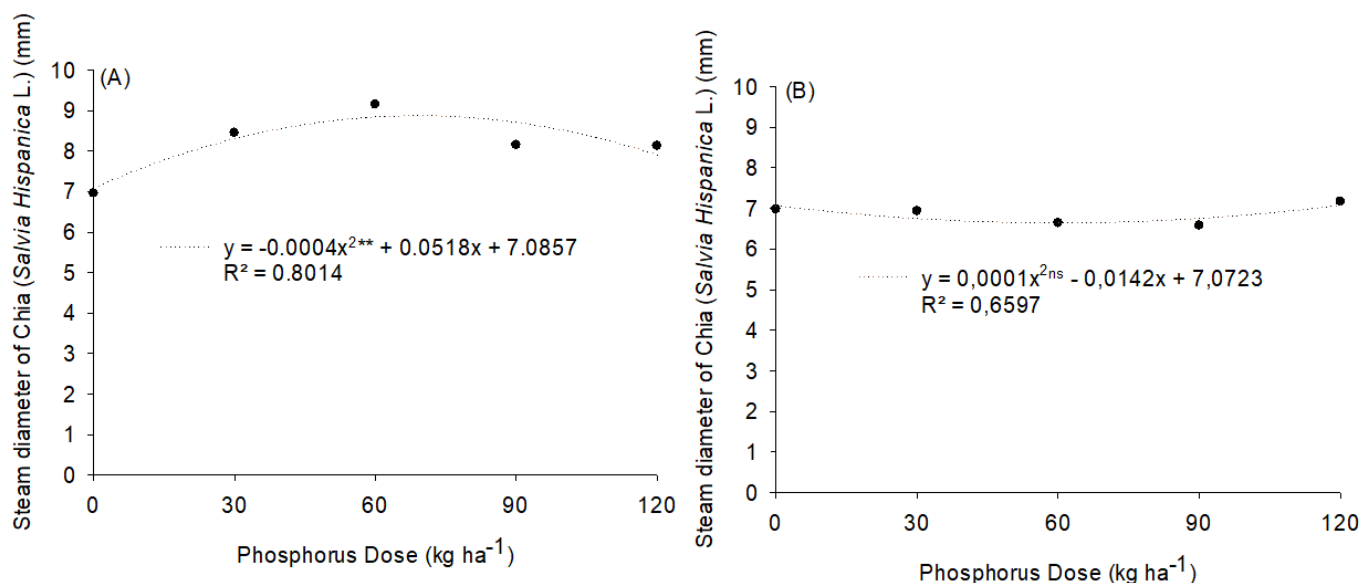 Steam diameter of Chia (Salvia Hispanica L.) (mm)
(A)
10
9
8
7
6
5
4
3
2
1
0
y = -0.0004x²** + 0.0518x + 7.0857
R² = 0.8014
0 30 60 90 120
Phosphorus Dose (kg ha⁻¹)
Steam diameter of Chia (Salvia Hispanica L.) (mm)
(B)
10
9
8
7
6
5
4
3
2
1
0
y = 0,0001x²ⁿˢ - 0,0142x + 7,0723
R² = 0,6597
0 30 60 90 120
Phosphorus Dose (kg ha⁻¹)